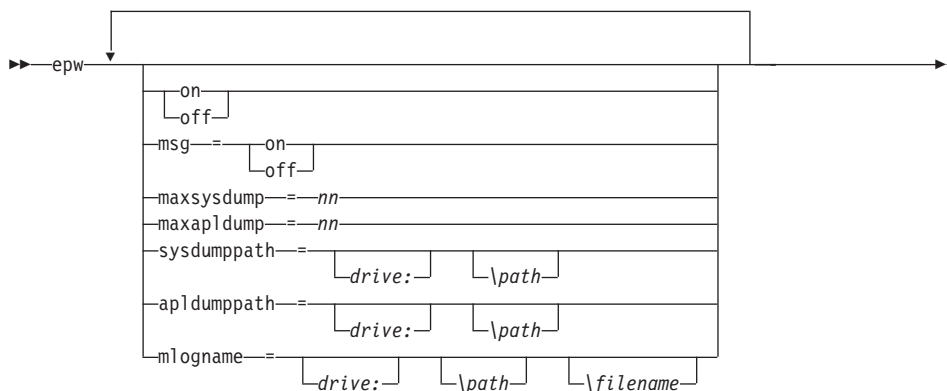 epw
on
off
msg = on
off
maxsysdump = nn
maxapldump = nn
sysdumppath =
drive: \path
apldumppath =
drive: \path
mlogname =
drive: \path \filename